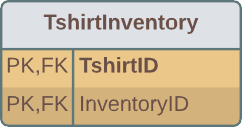 TshirtInventory
PK,FK TshirtID
PK,FK InventoryID